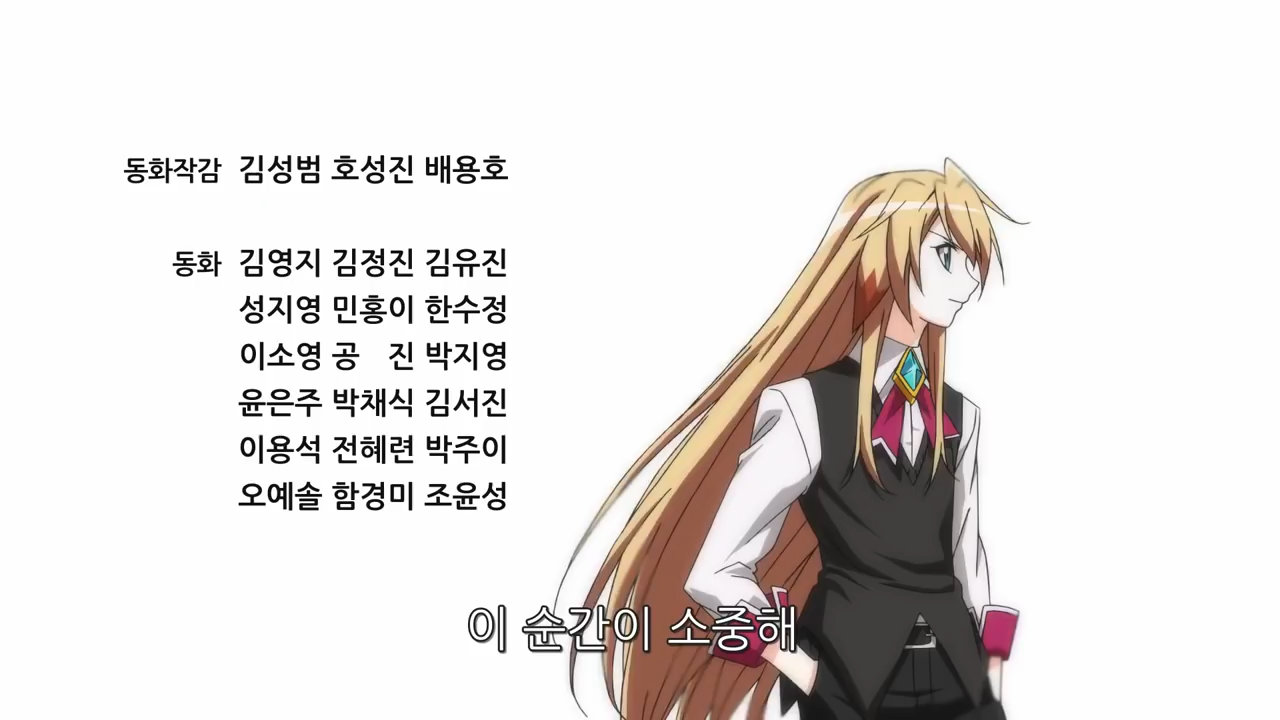 동화작감 김성범 호성진 배용호
동화 김영지 김정진 김유진
성지영 민홍이 한수정
이소영 공 진 박지영
윤은주 박채식 김서진
이용석 전혜련 박주이
오예솔 함경미 조윤성
이 순간이 소중해